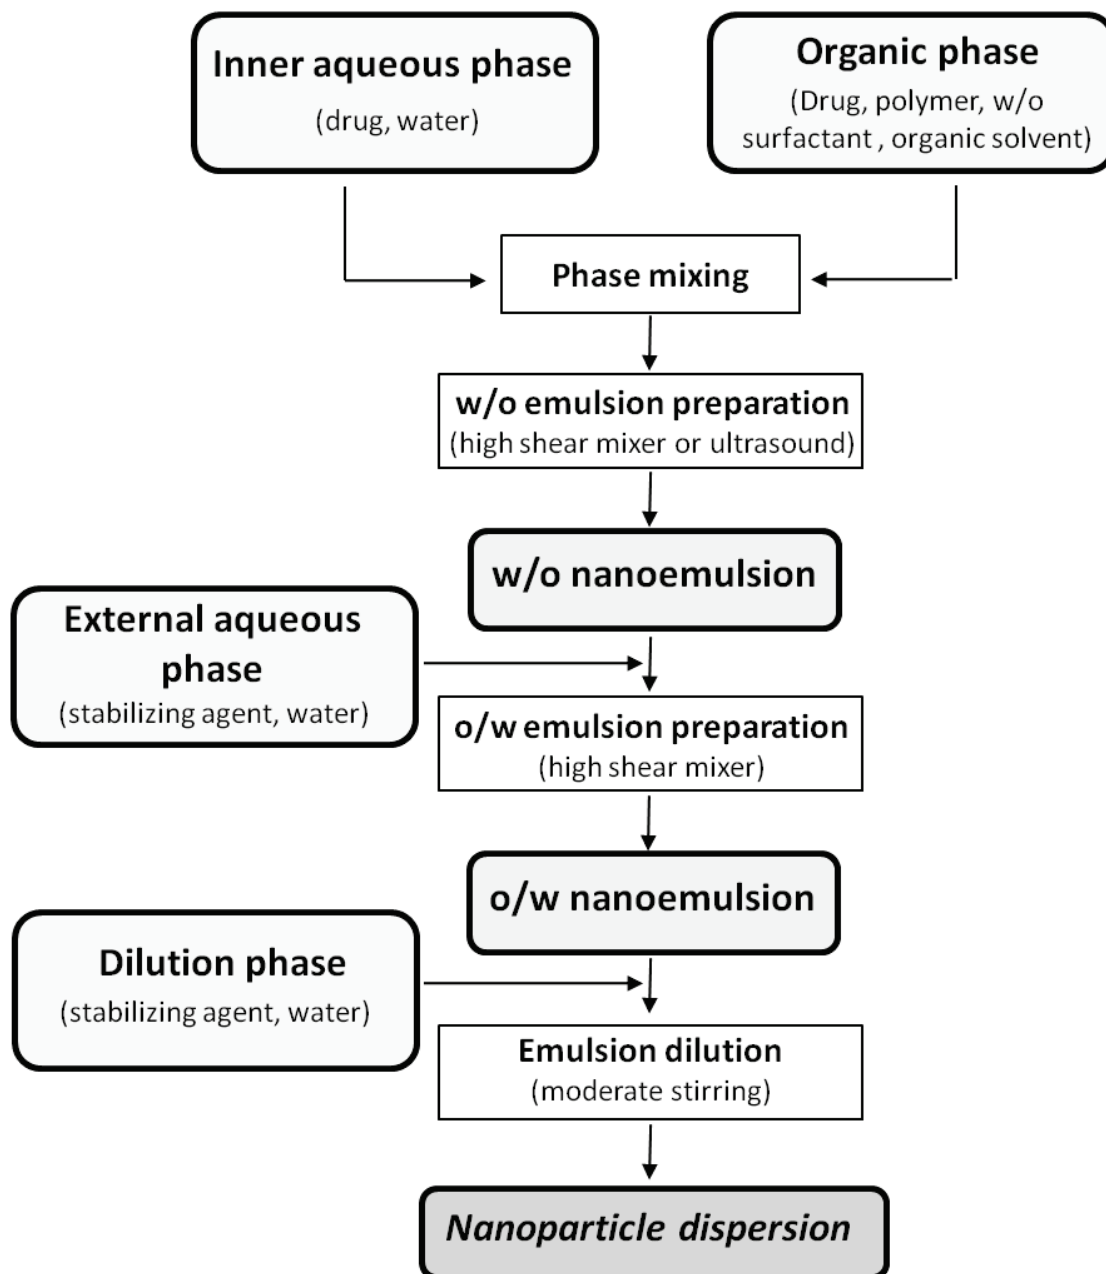 Inner aqueous phase
(drug, water)
Organic phase
(Drug, polymer, w/o
surfactant , organic solvent)
Phase mixing
w/o emulsion preparation
(high shear mixer or ultrasound)
w/o nanoemulsion
External aqueous
phase
(stabilizing agent, water)
o/w emulsion preparation
(high shear mixer)
o/w nanoemulsion
Dilution phase
(stabilizing agent, water)
Emulsion dilution
(moderate stirring)
Nanoparticle dispersion